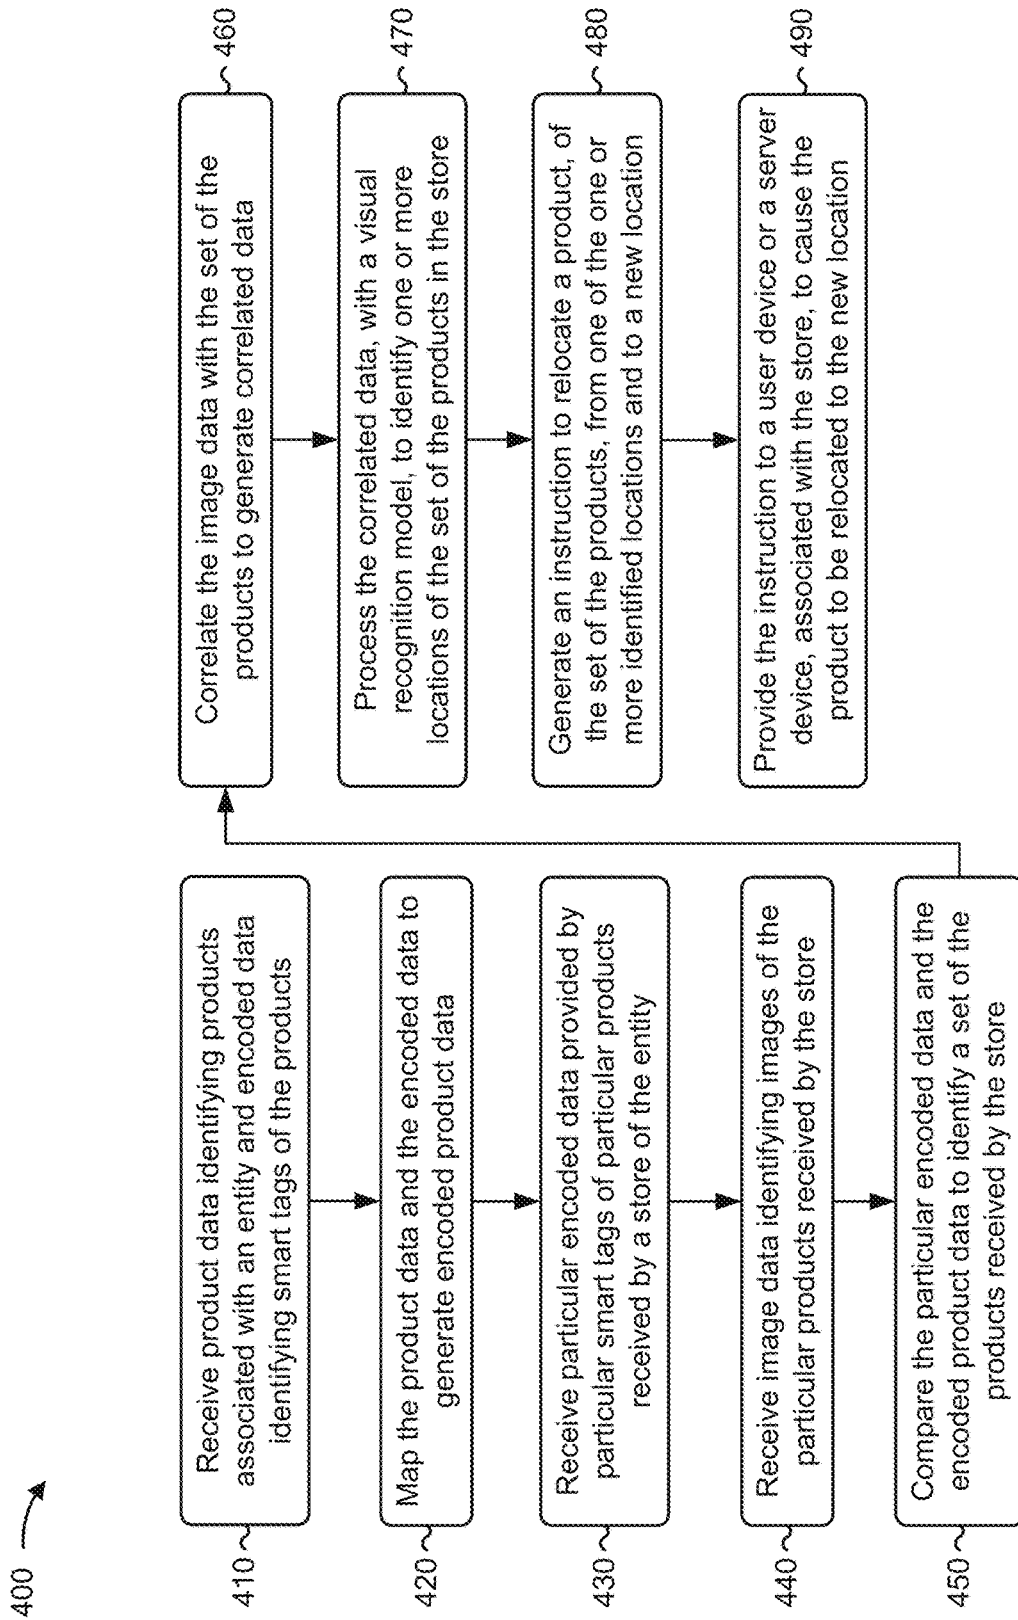 400
410
Receive product data identifying products
associated with an entity and encoded data
identifying smart tags of the products
420
Map the product data and the encoded data to
generate encoded product data
430
Receive particular encoded data provided by
particular smart tags of particular products
received by a store of the entity
440
Receive image data identifying images of the
particular products received by the store
450
Compare the particular encoded data and the
encoded product data to identify a set of the
products received by the store
460
Correlate the image data with the set of the
products to generate correlated data
470
Process the correlated data, with a visual
recognition model, to identify one or more
locations of the set of the products in the store
480
Generate an instruction to relocate a product, of
the set of the products, from one of the one or
more identified locations and to a new location
490
Provide the instruction to a user device or a server
device, associated with the store, to cause the
product to be relocated to the new location